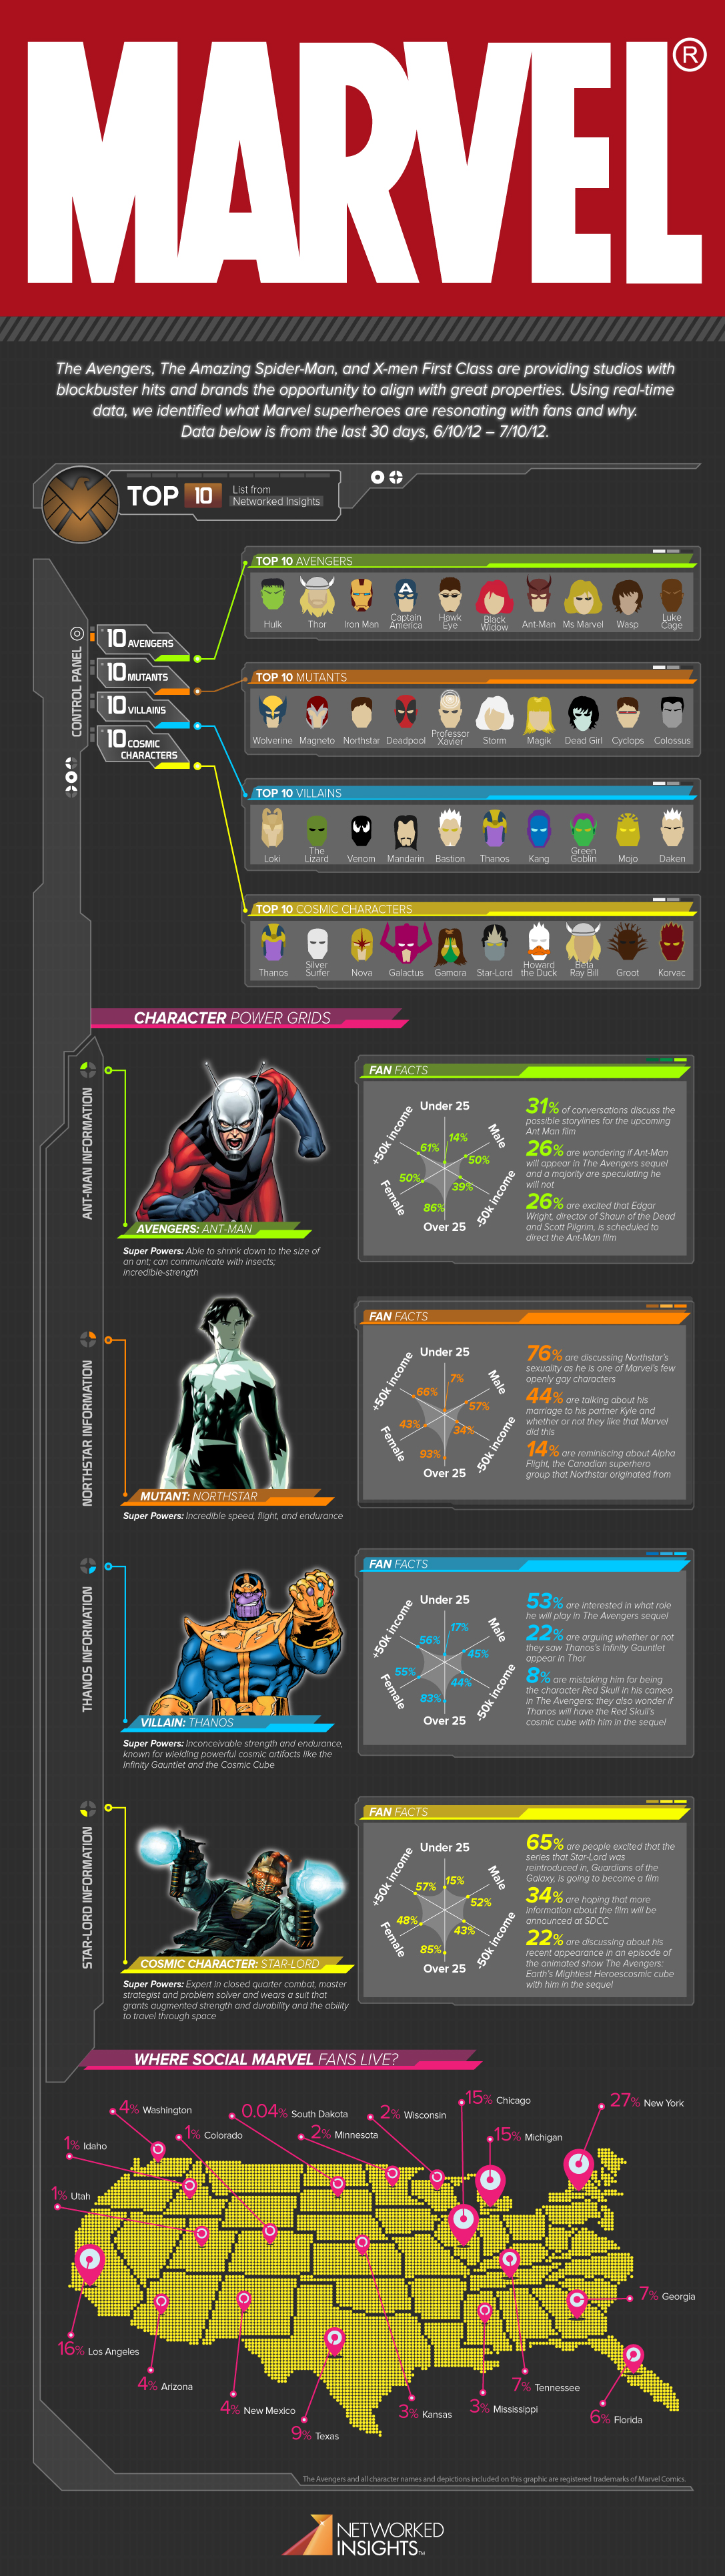 MARVEL®
The Avengers, The Amazing Spider-Man, and X-men First Class are providing studios with
blockbuster hits and brands the opportunity to align with great properties. Using real-time
data, we identified what Marvel superheroes are resonating with fans and why.
Data below is from the last 30 days, 6/10/12 – 7/10/12.
TOP 10
List from
Networked Insights
CONTROL PANEL
10 AVENGERS
10 MUTANTS
10 VILLAINS
10 COSMIC
CHARACTERS
TOP 10 AVENGERS
Hulk
Thor
Iron Man
Captain
America
Hawk
Eye
Black
Widow
Ant-Man
Ms Marvel
Wasp
Luke
Cage
TOP 10 MUTANTS
Wolverine
Magneto
Northstar
Deadpool
Professor
Xavier
Storm
Magik
Dead Girl
Cyclops
Colossus
TOP 10 VILLAINS
Loki
The
Lizard
Venom
Mandarin
Bastion
Thanos
Kang
Green
Goblin
Mojo
Daken
TOP 10 COSMIC CHARACTERS
Thanos
Silver
Surfer
Nova
Galactus
Gamora
Star-Lord
Howard
the Duck
Beta
Ray Bill
Groot
Korvac
CHARACTER POWER GRIDS
ANT-MAN INFORMATION
AVENGERS: ANT-MAN
Super Powers: Able to shrink down to the size of
an ant; can communicate with insects;
incredible-strength
FAN FACTS
Under 25
14%
Male
50%
-50k income
39%
Over 25
86%
Female
50%
+50k income
61%
31% of conversations discuss the
possible storylines for the upcoming
Ant Man film
26% are wondering if Ant-Man
will appear in The Avengers sequel
and a majority are speculating he
will not
26% are excited that Edgar
Wright, director of Shaun of the Dead
and Scott Pilgrim, is scheduled to
direct the Ant-Man film
NORTHSTAR INFORMATION
MUTANT: NORTHSTAR
Super Powers: Incredible speed, flight, and endurance
FAN FACTS
Under 25
7%
Male
57%
-50k income
34%
Over 25
93%
Female
43%
+50k income
66%
76% are discussing Northstar's
sexuality as he is one of Marvel's few
openly gay characters
44% are talking about his
marriage to his partner Kyle and
whether or not they like that Marvel
did this
14% are reminiscing about Alpha
Flight, the Canadian superhero
group that Northstar originated from
THANOS INFORMATION
VILLAIN: THANOS
Super Powers: Inconceivable strength and endurance,
known for wielding powerful cosmic artifacts like the
Infinity Gauntlet and the Cosmic Cube
FAN FACTS
Under 25
17%
Male
45%
-50k income
44%
Over 25
83%
Female
55%
+50k income
56%
53% are interested in what role
he will play in The Avengers sequel
22% are arguing whether or not
they saw Thanos's Infinity Gauntlet
appear in Thor
8% are mistaking him for being
the character Red Skull in his cameo
in The Avengers; they also wonder if
Thanos will have the Red Skull's
cosmic cube with him in the sequel
STAR-LORD INFORMATION
COSMIC CHARACTER: STAR-LORD
Super Powers: Expert in closed quarter combat, master
strategist and problem solver and wears a suit that
grants augmented strength and durability and the ability
to travel through space
FAN FACTS
Under 25
15%
Male
52%
-50k income
43%
Over 25
85%
Female
48%
+50k income
57%
65% are people excited that the
series that Star-Lord was
reintroduced in, Guardians of the
Galaxy, is going to become a film
34% are hoping that more
information about the film will be
announced at SDCC
22% are discussing about his
recent appearance in an episode of
the animated show The Avengers:
Earth's Mightiest Heroescosmic cube
with him in the sequel
WHERE SOCIAL MARVEL FANS LIVE?
4% Washington
0.04% South Dakota
2% Wisconsin
15% Chicago
27% New York
1% Idaho
1% Colorado
2% Minnesota
15% Michigan
1% Utah
7% Georgia
16% Los Angeles
4% Arizona
4% New Mexico
9% Texas
3% Kansas
3% Mississippi
7% Tennessee
6% Florida
The Avengers and all character names and depictions included on this graphic are registered trademarks of Marvel Comics.
NETWORKED
INSIGHTS™